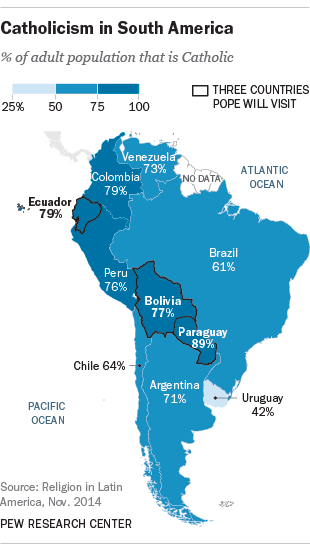 Catholicism in South America
% of adult population that is Catholic
25% 50 75 100
THREE COUNTRIES
POPE WILL VISIT
Venezuela
73%
Colombia
79%
NO DATA
ATLANTIC
OCEAN
Ecuador
79%
Brazil
61%
Peru
76%
Bolivia
77%
Paraguay
89%
Chile 64%
Argentina
71%
Uruguay
42%
PACIFIC
OCEAN
Source: Religion in Latin
America, Nov. 2014
PEW RESEARCH CENTER